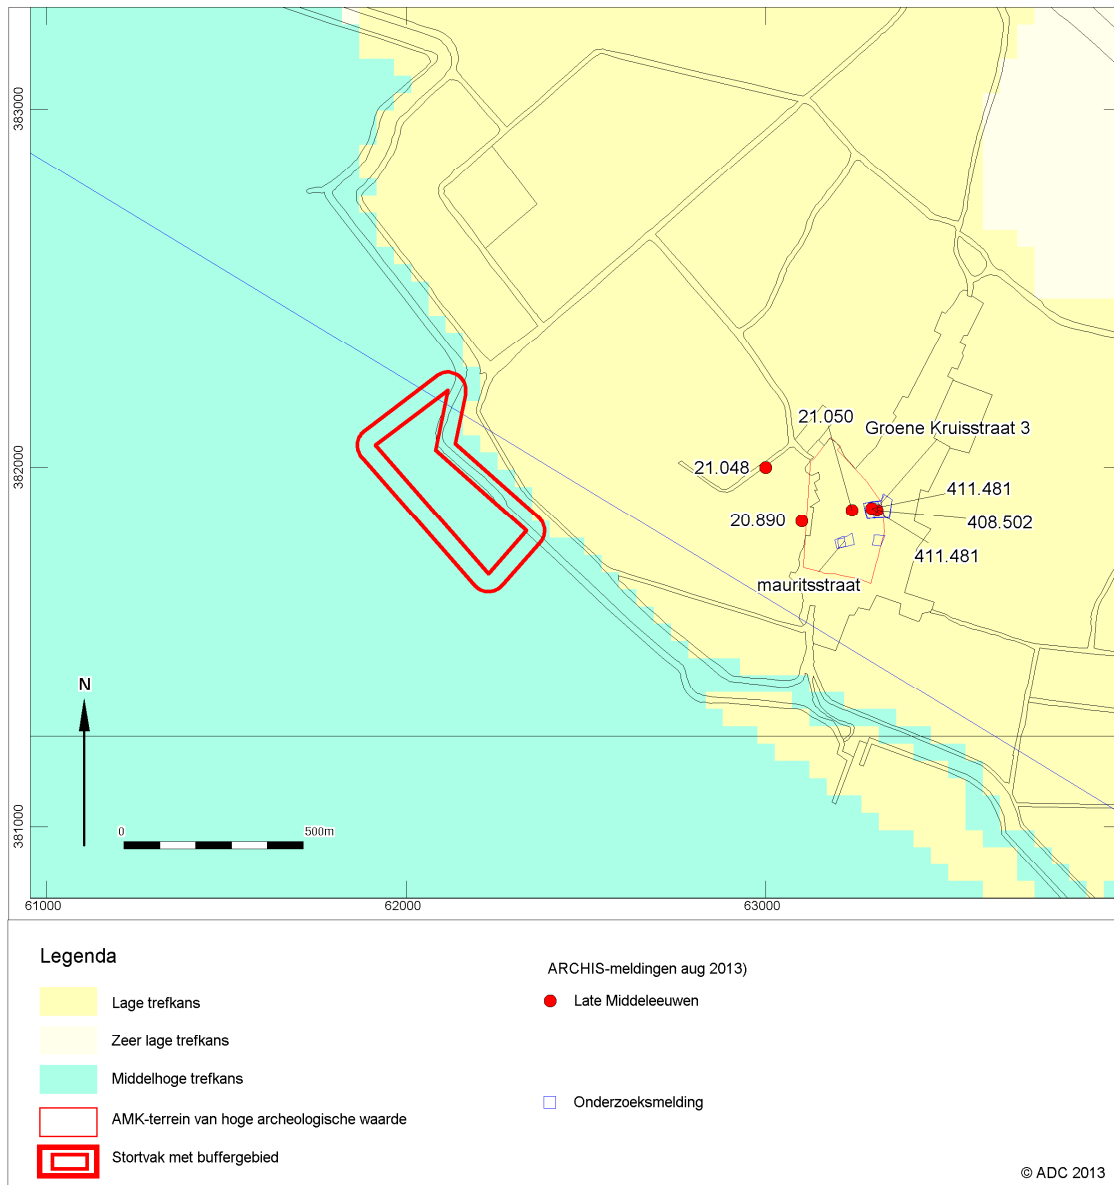 383000
382000
381000
21.050
Groene Kruisstraat 3
21.048
411.481
20.890
408.502
411.481
mauritsstraat
N
0
500m
61000
62000
63000
Legenda
ARCHIS-meldingen aug 2013)
Lage trefkans
Late Middeleeuwen
Zeer lage trefkans
Middelhoge trefkans
Onderzoeksmelding
AMK-terrein van hoge archeologische waarde
Stortvak met buffergebied
© ADC 2013